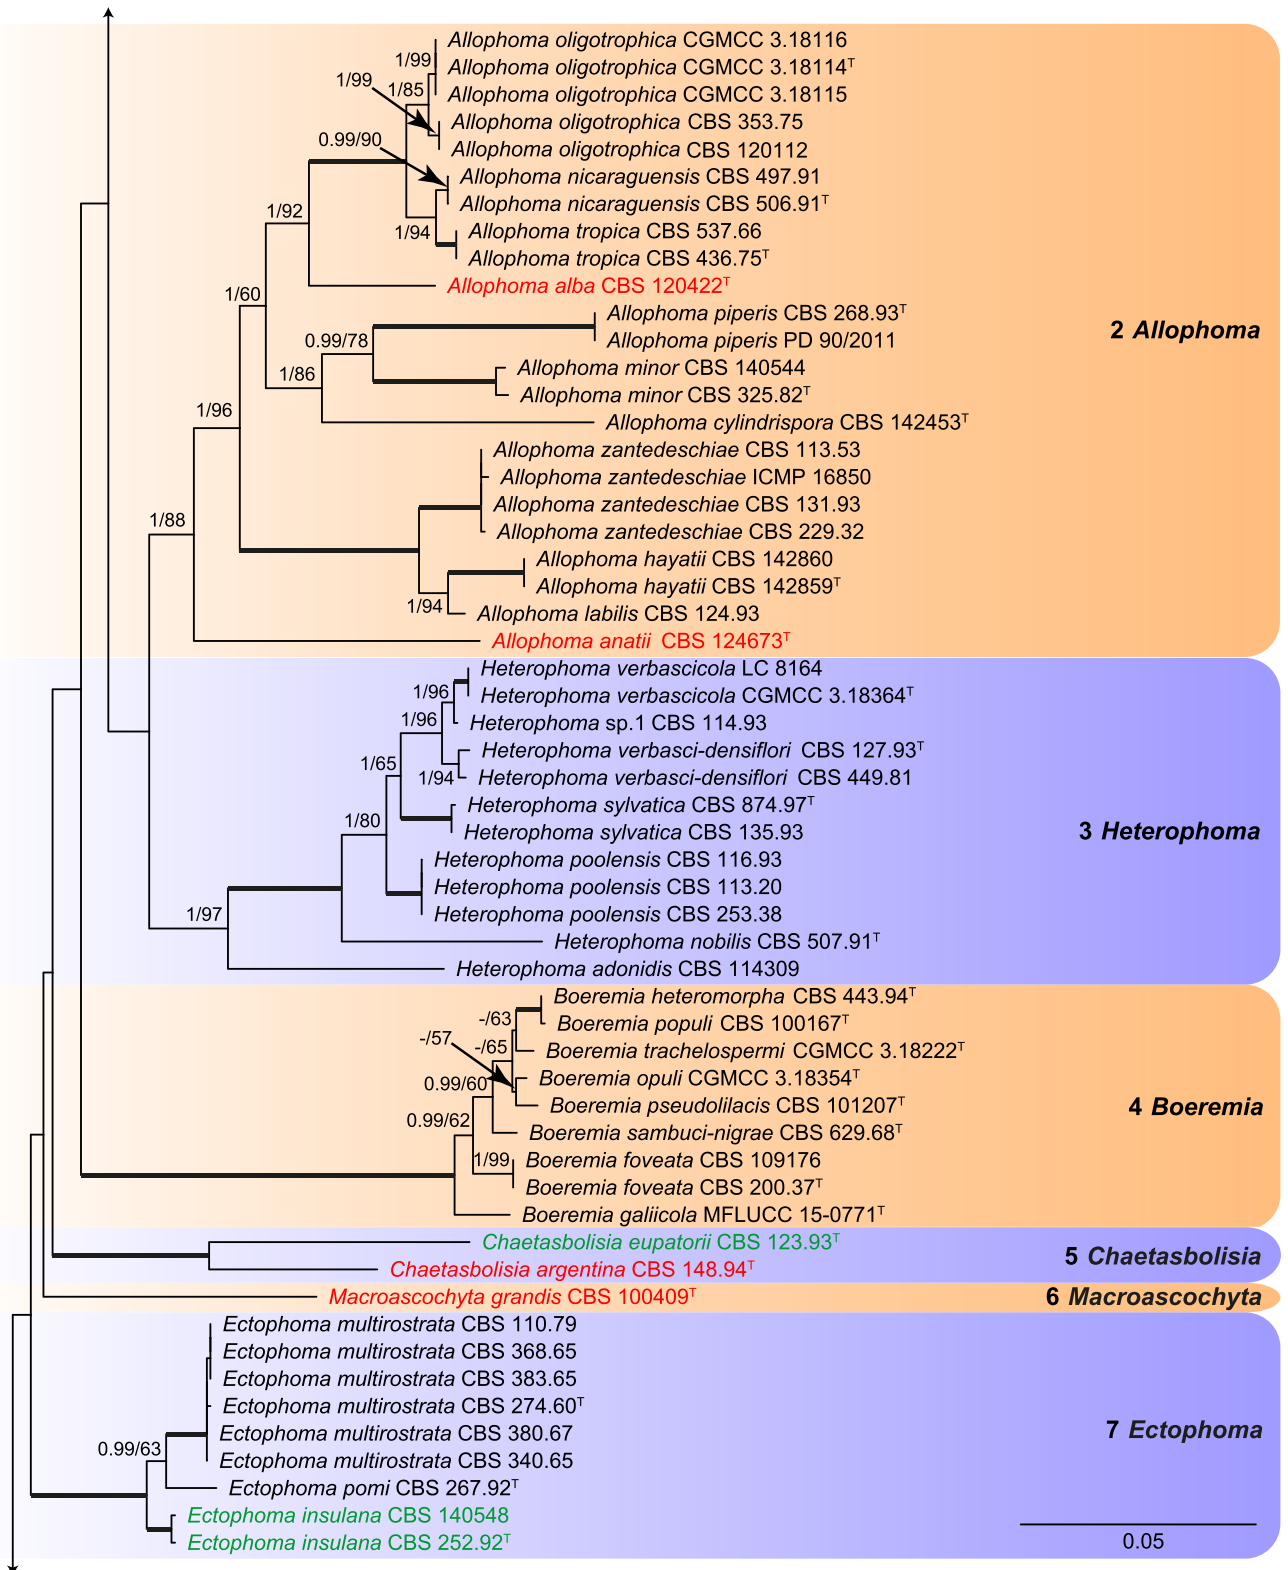 Allophoma oligotrophica CGMCC 3.18116
1/99
Allophoma oligotrophica CGMCC 3.18114ᵀ
1/99
1/85
Allophoma oligotrophica CGMCC 3.18115
Allophoma oligotrophica CBS 353.75
0.99/90
Allophoma oligotrophica CBS 120112
Allophoma nicaraguensis CBS 497.91
Allophoma nicaraguensis CBS 506.91ᵀ
1/92
1/94
Allophoma tropica CBS 537.66
Allophoma tropica CBS 436.75ᵀ
Allophoma alba CBS 120422ᵀ
1/60
Allophoma piperis CBS 268.93ᵀ
2 Allophoma
0.99/78
Allophoma piperis PD 90/2011
1/86
Allophoma minor CBS 140544
Allophoma minor CBS 325.82ᵀ
1/96
Allophoma cylindrispora CBS 142453ᵀ
Allophoma zantedeschiae CBS 113.53
Allophoma zantedeschiae ICMP 16850
Allophoma zantedeschiae CBS 131.93
1/88
Allophoma zantedeschiae CBS 229.32
Allophoma hayatii CBS 142860
Allophoma hayatii CBS 142859ᵀ
1/94
Allophoma labilis CBS 124.93
Allophoma anatii CBS 124673ᵀ
Heterophoma verbascicola LC 8164
1/96
Heterophoma verbascicola CGMCC 3.18364ᵀ
1/96
Heterophoma sp.1 CBS 114.93
Heterophoma verbasci-densiflori CBS 127.93ᵀ
1/65
1/94
Heterophoma verbasci-densiflori CBS 449.81
Heterophoma sylvatica CBS 874.97ᵀ
1/80
Heterophoma sylvatica CBS 135.93
3 Heterophoma
Heterophoma poolensis CBS 116.93
Heterophoma poolensis CBS 113.20
1/97
Heterophoma poolensis CBS 253.38
Heterophoma nobilis CBS 507.91ᵀ
Heterophoma adonidis CBS 114309
Boeremia heteromorpha CBS 443.94ᵀ
-/63
Boeremia populi CBS 100167ᵀ
-/57
-/65
Boeremia trachelospermi CGMCC 3.18222ᵀ
0.99/60
Boeremia opuli CGMCC 3.18354ᵀ
Boeremia pseudolilacis CBS 101207ᵀ
4 Boeremia
0.99/62
Boeremia sambuci-nigrae CBS 629.68ᵀ
1/99
Boeremia foveata CBS 109176
Boeremia foveata CBS 200.37ᵀ
Boeremia galiicola MFLUCC 15-0771ᵀ
Chaetasbolisia eupatorii CBS 123.93ᵀ
5 Chaetasbolisia
Chaetasbolisia argentina CBS 148.94ᵀ
Macroascochyta grandis CBS 100409ᵀ
6 Macroascochyta
Ectophoma multirostrata CBS 110.79
Ectophoma multirostrata CBS 368.65
Ectophoma multirostrata CBS 383.65
Ectophoma multirostrata CBS 274.60ᵀ
Ectophoma multirostrata CBS 380.67
7 Ectophoma
0.99/63
Ectophoma multirostrata CBS 340.65
Ectophoma pomi CBS 267.92ᵀ
Ectophoma insulana CBS 140548
Ectophoma insulana CBS 252.92ᵀ
0.05